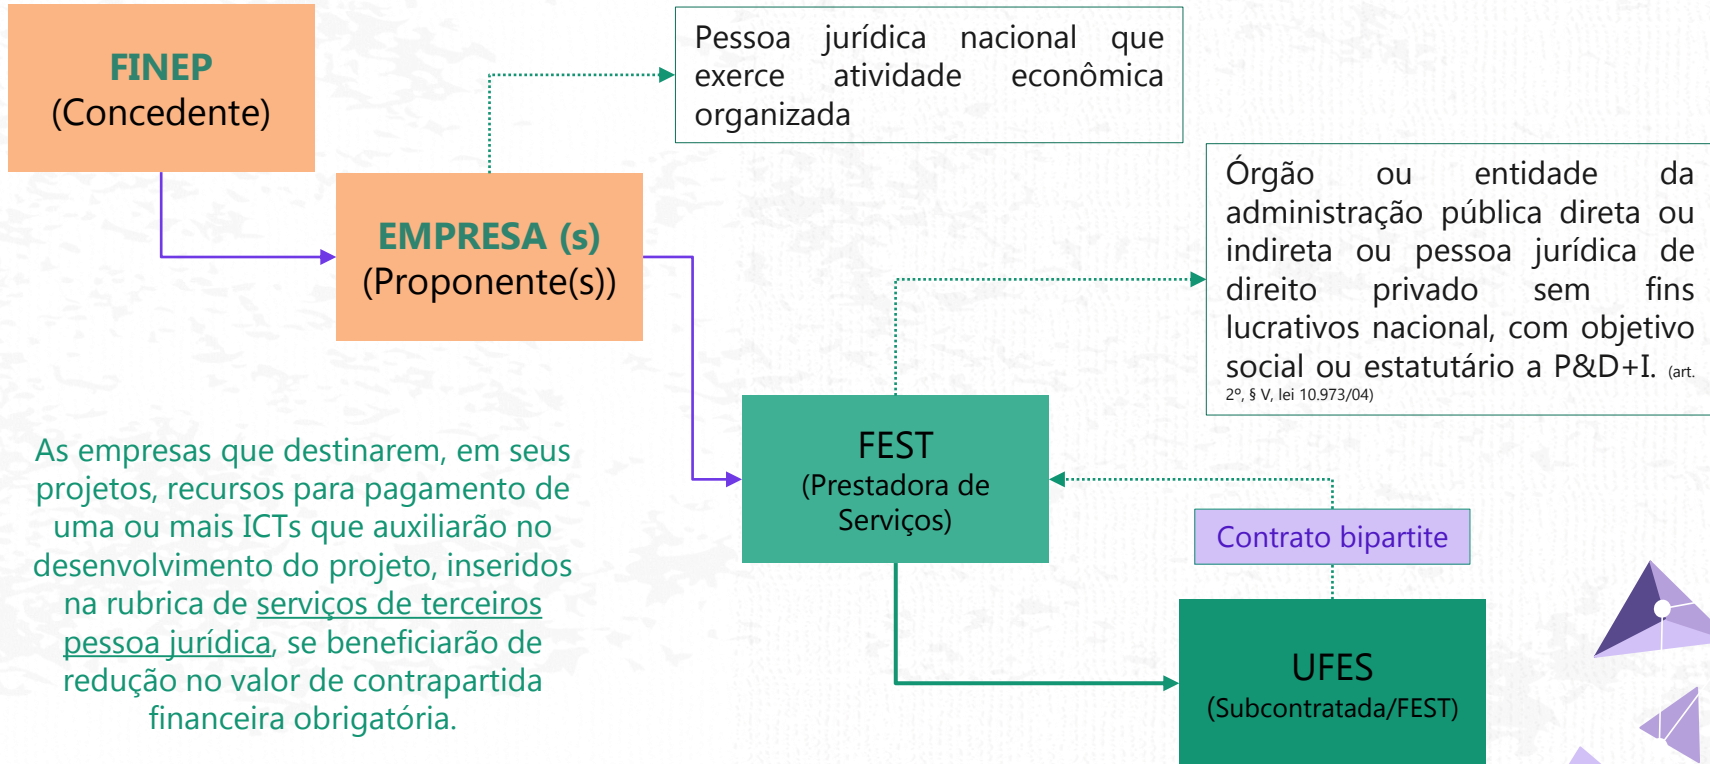 FINEP
(Concedente)
Pessoa jurídica nacional que
exerce atividade econômica
organizada
EMPRESA (s)
(Proponente(s))
Órgão ou entidade da
administração pública direta ou
indireta ou pessoa jurídica de
direito privado sem fins
lucrativos nacional, com objetivo
social ou estatutário a P&D+I. (art.
2º, § V, lei 10.973/04)
As empresas que destinarem, em seus
projetos, recursos para pagamento de
uma ou mais ICTs que auxiliarão no
desenvolvimento do projeto, inseridos
na rubrica de serviços de terceiros
pessoa jurídica, se beneficiarão de
redução no valor de contrapartida
financeira obrigatória.
FEST
(Prestadora de
Serviços)
Contrato bipartite
UFES
(Subcontratada/FEST)